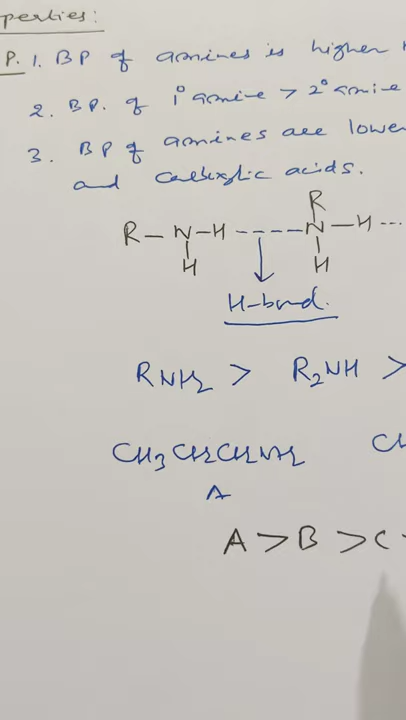 perties:
P. 1. BP of amines is higher
2. BP. of 1° amine > 2° amine
3. BP of amines are lower
and Carboxylic acids.
R
R–N–H-----N–H---
H H
H-bond.
RNH2 > R2NH >
CH3CH2CH2NH2 CH
A
A > B > C